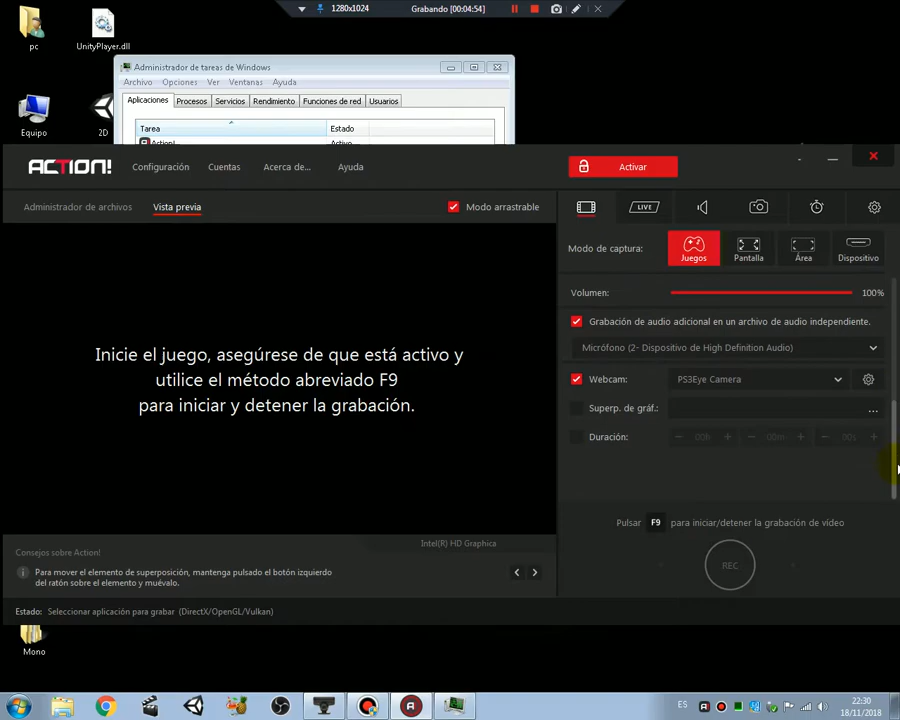 1280x1024
Grabando [00:04:54]
pc
UnityPlayer.dll
Equipo
2D
Administrador de tareas de Windows
Archivo Opciones Ver Ventanas Ayuda
Aplicaciones Procesos Servicios Rendimiento Funciones de red Usuarios
Tarea Estado
Action! Activo
ACTION!
Configuración Cuentas Acerca de... Ayuda
Activar
Administrador de archivos Vista previa
Modo arrastrable
LIVE
Modo de captura:
Juegos Pantalla Área Dispositivo
Volumen: 100%
Grabación de audio adicional en un archivo de audio independiente.
Micrófono (2- Dispositivo de High Definition Audio)
Webcam: PS3Eye Camera
Superp. de gráf.: ...
Duración: 00h 00m 00s
Inicie el juego, asegúrese de que está activo y
utilice el método abreviado F9
para iniciar y detener la grabación.
Pulsar F9 para iniciar/detener la grabación de vídeo
REC
Intel(R) HD Graphica
Consejos sobre Action!
Para mover el elemento de superposición, mantenga pulsado el botón izquierdo
del ratón sobre el elemento y muévalo.
Estado: Seleccionar aplicación para grabar (DirectX/OpenGL/Vulkan)
Mono
ES
22:30
18/11/2018